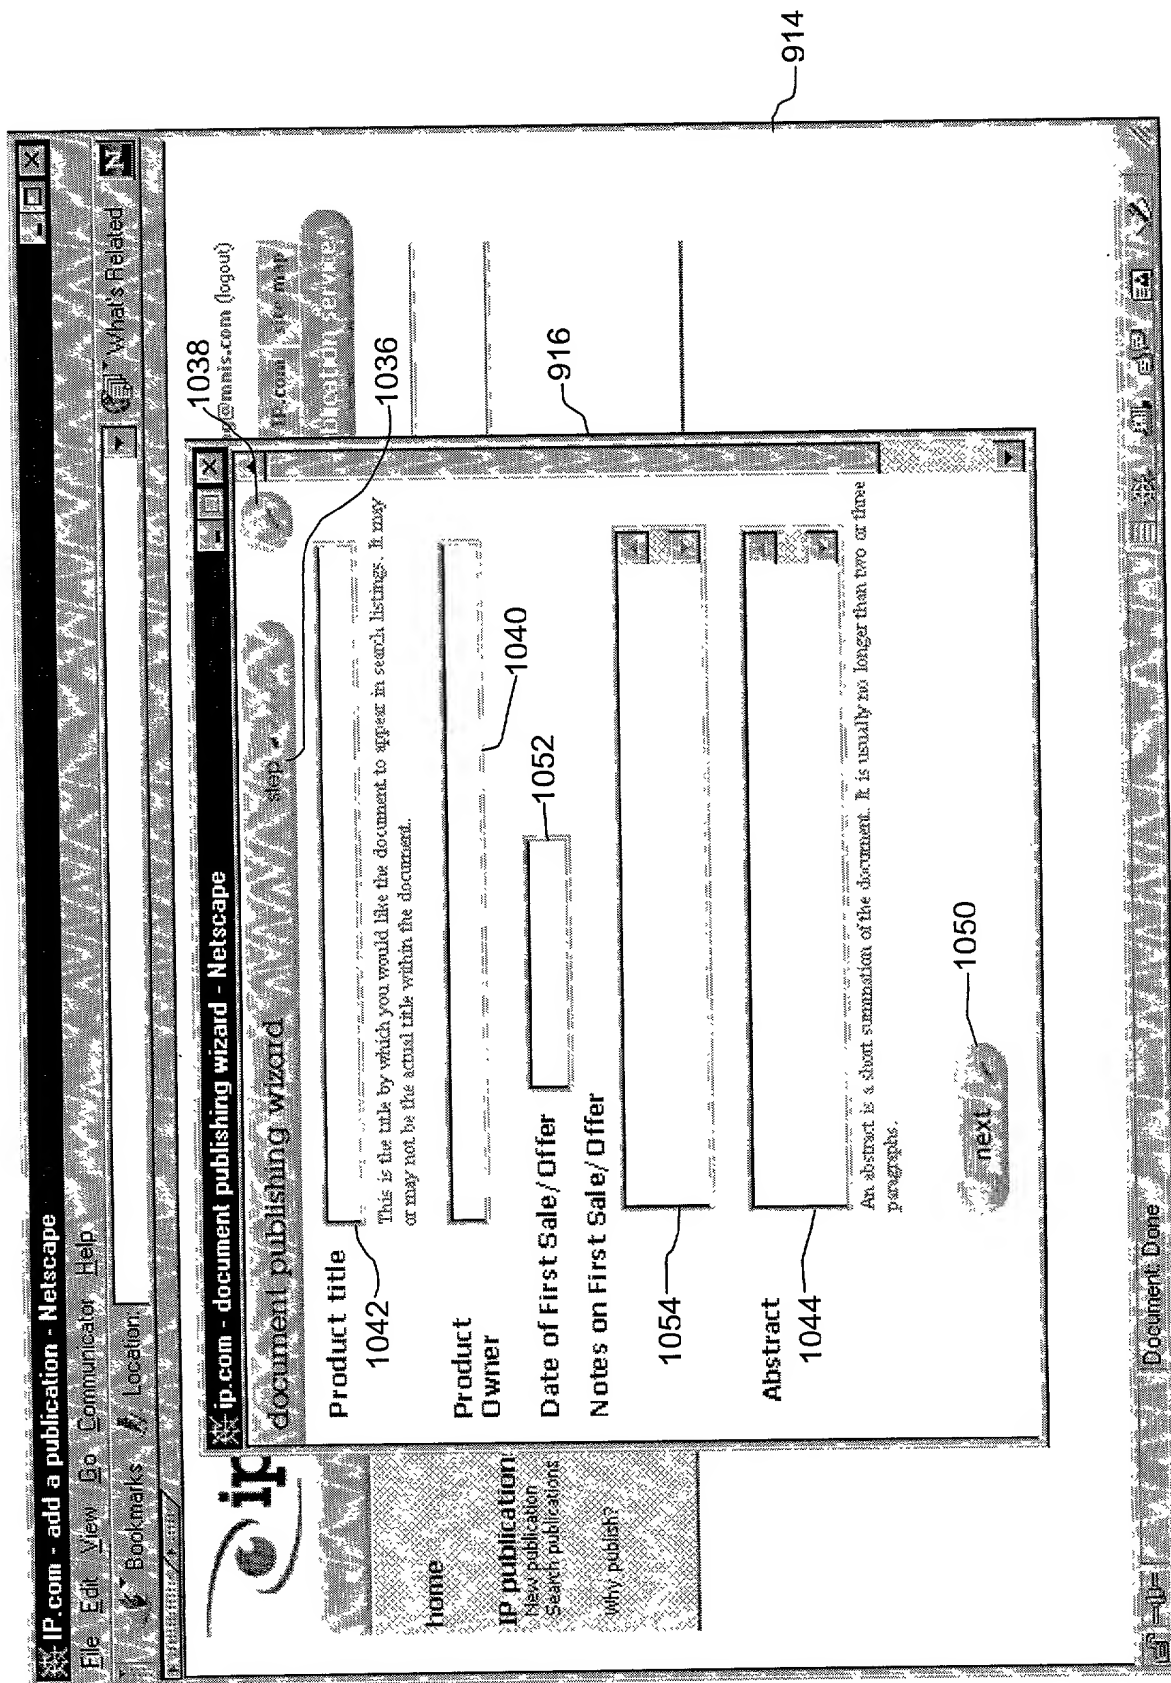 IP.com - add a publication - Netscape
File Edit View Go Communicator Help
Bookmarks Location:
What's Related
N
ip
@mnis.com (logout)
IP.com site map
1038
1036
home
IP publication
New publication
Search publications
Why publish?
ip.com - document publishing wizard - Netscape
document publishing wizard
step
Product title
1042
This is the title by which you would like the document to appear in search listings. It may
or may not be the actual title within the document.
Product
Owner
1040
Date of First Sale/Offer
1052
Notes on First Sale/Offer
1054
Abstract
1044
An abstract is a short summation of the document. It is usually no longer than two or three
paragraphs.
next
1050
916
914
Document: Done